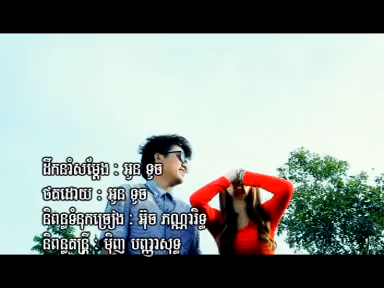 ដឹកនាំសម្ដែង : អួន ទូច
ថតដោយ : អួន ទូច
និពន្ធទំនុកច្រៀង : អ៊ុច ភណ្ណារិទ្ធ
និពន្ធតន្ត្រី : ម៉ិញ បញ្ញាសុទ្ធ